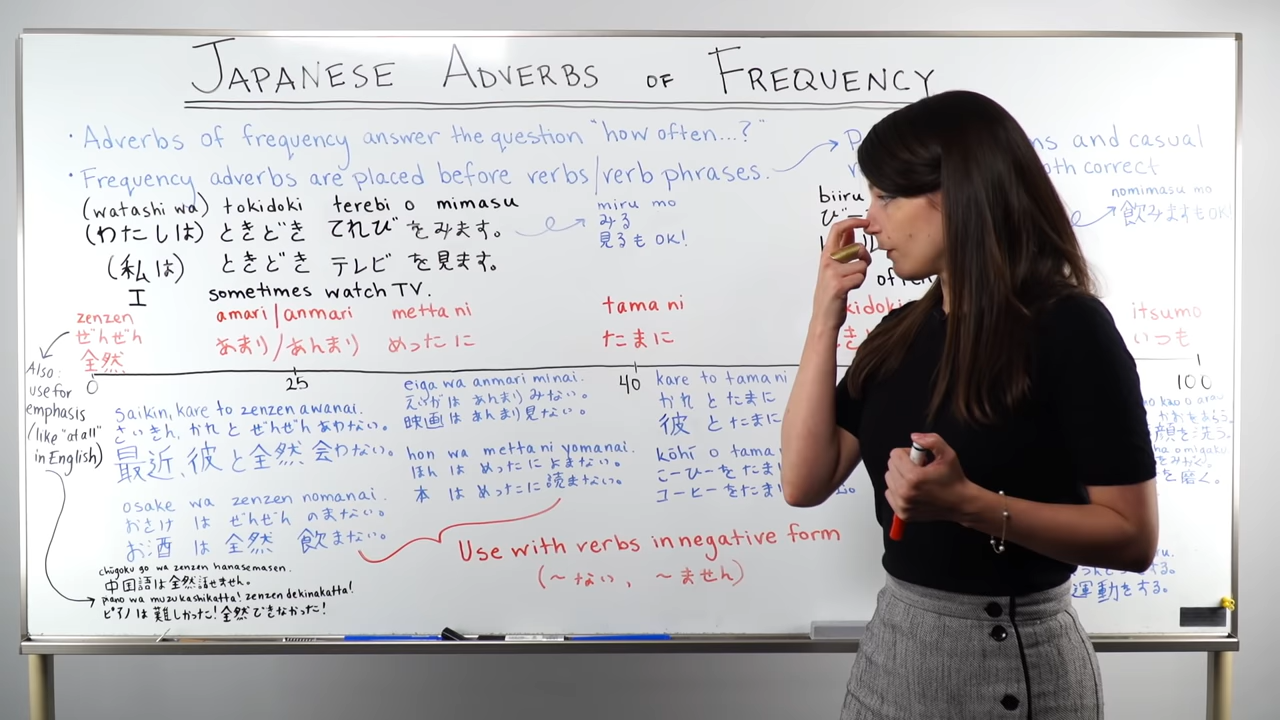 JAPANESE ADVERBS OF FREQUENCY
· Adverbs of frequency answer the question "how often...?"
· Frequency adverbs are placed before verbs/verb phrases.
and casual
correct
(watashi wa) tokidoki terebi o mimasu
(わたしは) ときどき てれび をみます。
(私は) ときどき テレビ を見ます。
I sometimes watch TV.
miru mo
みる
見るも OK!
biiru
nomimasu mo
飲みますも OK!
zenzen
ぜんぜん
全然
amari/anmari
あまり/あんまり
metta ni
めったに
tama ni
たまに
itsumo
いつも
0
25
40
100
Also:
use for
emphasis
(like "at all"
in English)
saikin, kare to zenzen awanai.
さいきん、かれ と ぜんぜん あわない。
最近、彼 と 全然 会わない。
osake wa zenzen nomanai.
おさけ は ぜんぜん のまない。
お酒 は 全然 飲まない。
chūgoku go wa zenzen hanasemasen.
中国語は全然話せません。
piano wa muzukashikatta! zenzen dekinakatta!
ピアノは難しかった!全然できなかった!
eiga wa anmari minai.
えいがは あんまり みない。
映画は あんまり見ない。
hon wa metta ni yomanai.
ほん は めったに よまない。
本 は めったに 読まない。
kare to tama ni
かれ と たまに
彼 と たまに
kōhī o tama
こーひーを たま
コーヒーを たま
Use with verbs in negative form
(〜ない、〜ません)
顔を洗う。
を磨く。
運動をする。